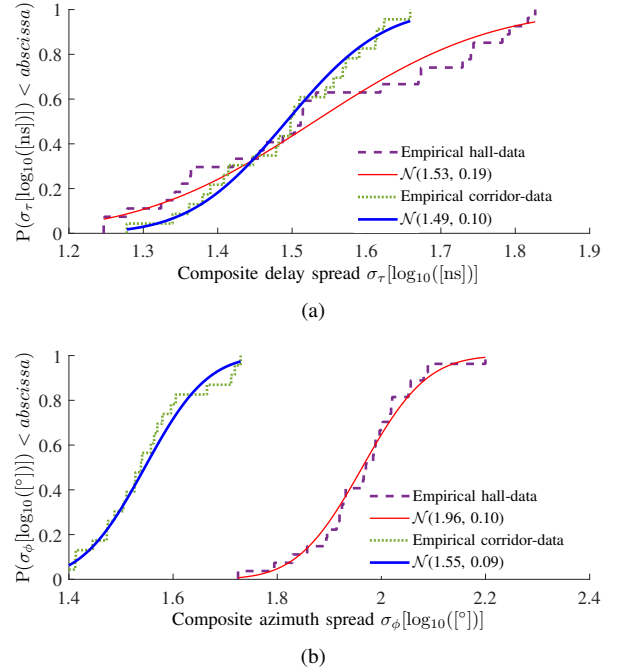 P(σ_τ[log₁₀([ns])]) < abscissa)
1
0.8
0.6
0.4
0.2
0
Empirical hall-data
𝒩(1.53, 0.19)
Empirical corridor-data
𝒩(1.49, 0.10)
1.2 1.3 1.4 1.5 1.6 1.7 1.8 1.9
Composite delay spread σ_τ[log₁₀([ns])]
(a)
P(σ_ϕ[log₁₀([°])]) < abscissa)
1
0.8
0.6
0.4
0.2
0
Empirical hall-data
𝒩(1.96, 0.10)
Empirical corridor-data
𝒩(1.55, 0.09)
1.4 1.6 1.8 2 2.2 2.4
Composite azimuth spread σ_ϕ[log₁₀([°])]
(b)